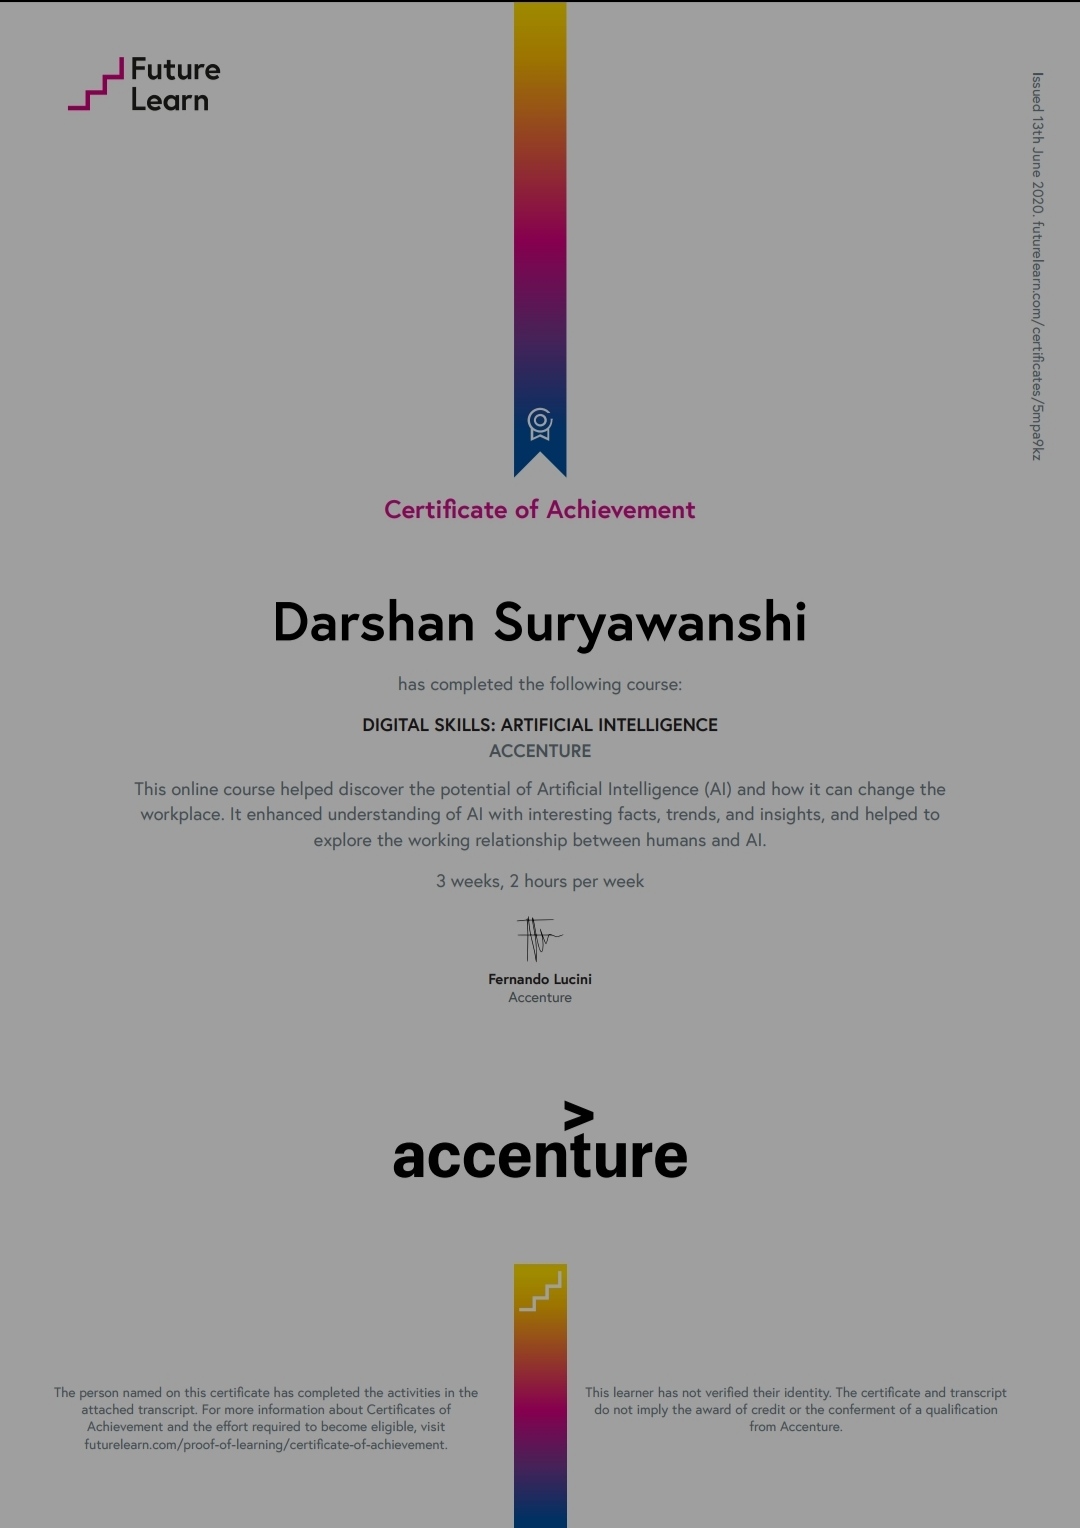 Future
Learn
Issued 13th June 2020. futurelearn.com/certificates/5mpa9kz
Certificate of Achievement
Darshan Suryawanshi
has completed the following course:
DIGITAL SKILLS: ARTIFICIAL INTELLIGENCE
ACCENTURE
This online course helped discover the potential of Artificial Intelligence (AI) and how it can change the
workplace. It enhanced understanding of AI with interesting facts, trends, and insights, and helped to
explore the working relationship between humans and AI.
3 weeks, 2 hours per week
Fernando Lucini
Accenture
accenture
The person named on this certificate has completed the activities in the
attached transcript. For more information about Certificates of
Achievement and the effort required to become eligible, visit
futurelearn.com/proof-of-learning/certificate-of-achievement.
This learner has not verified their identity. The certificate and transcript
do not imply the award of credit or the conferment of a qualification
from Accenture.